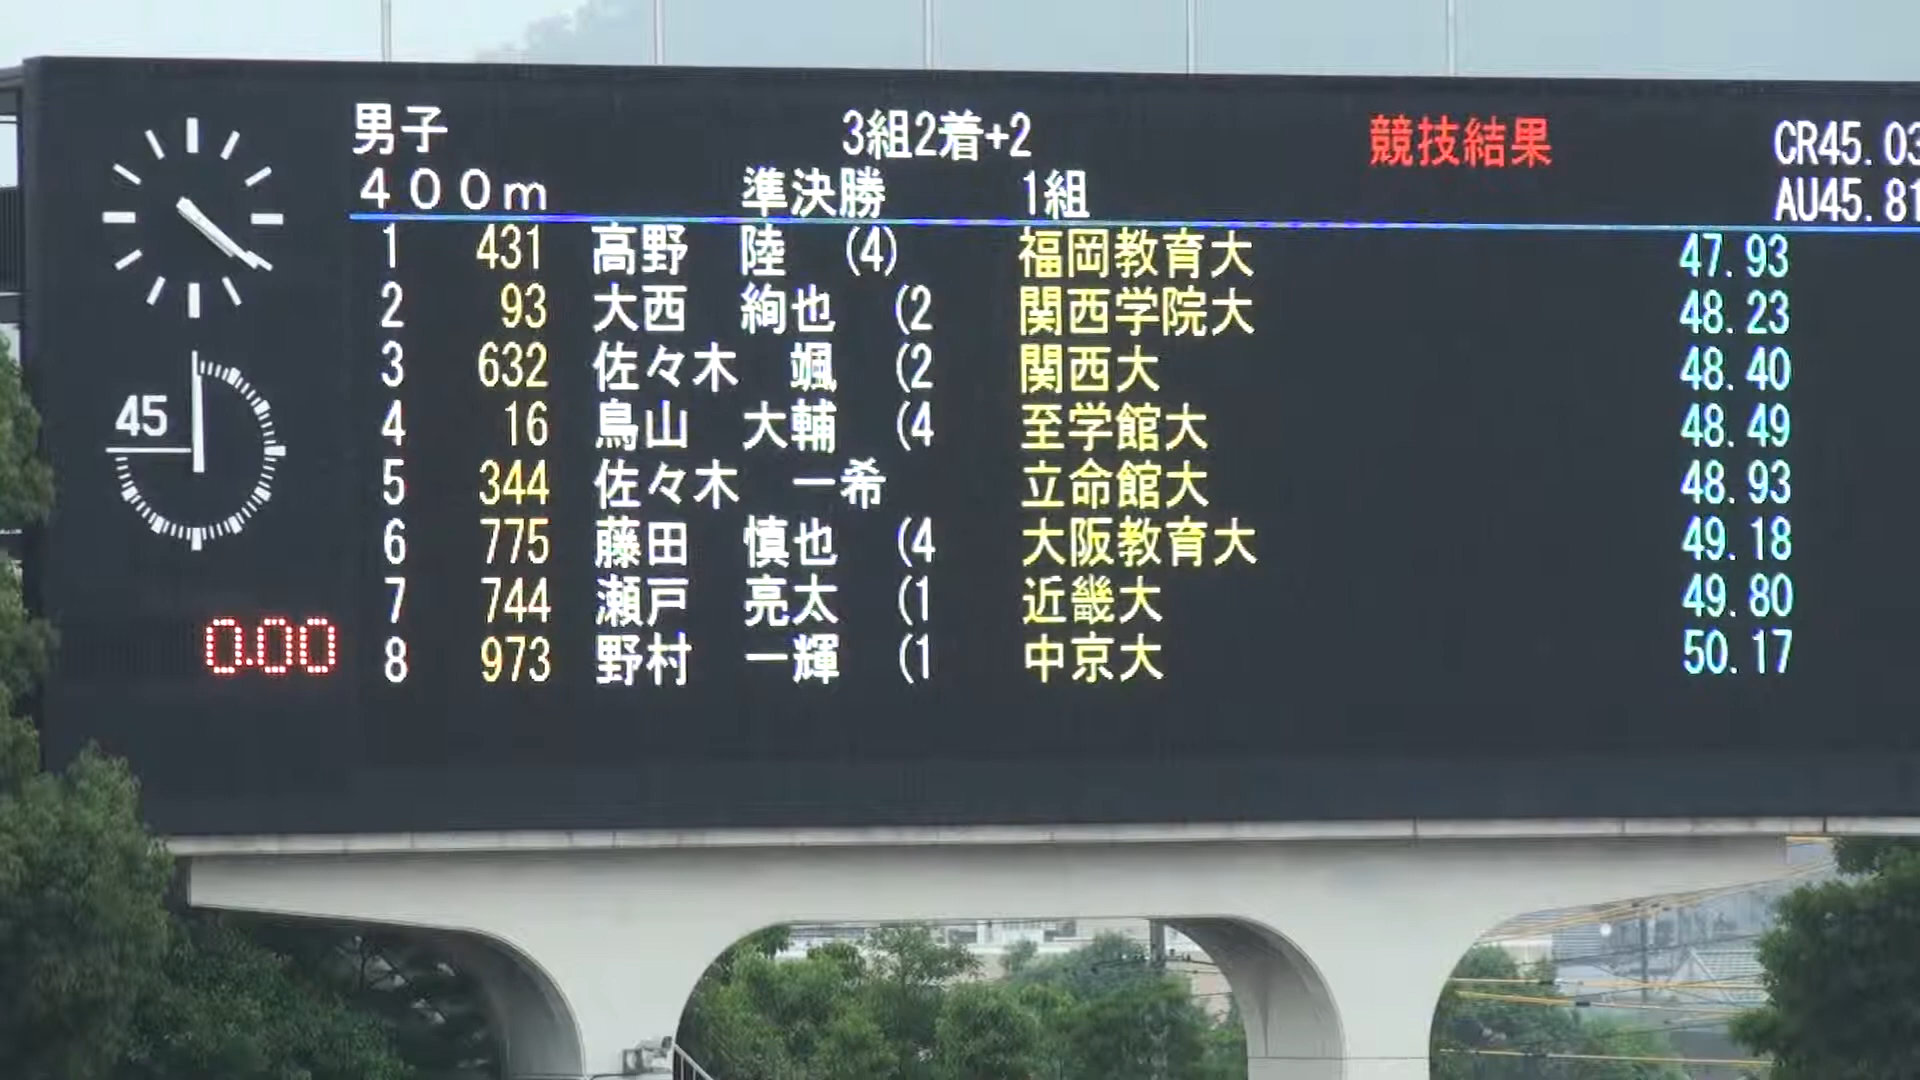 男子 3組2着+2 競技結果 CR45.03
400m 準決勝 1組 AU45.81
1 431 高野 陸 (4) 福岡教育大 47.93
2 93 大西 絢也 (2 関西学院大 48.23
3 632 佐々木 颯 (2 関西大 48.40
4 16 鳥山 大輔 (4 至学館大 48.49
5 344 佐々木 一希 立命館大 48.93
6 775 藤田 慎也 (4 大阪教育大 49.18
7 744 瀬戸 亮太 (1 近畿大 49.80
8 973 野村 一輝 (1 中京大 50.17
45
0.00